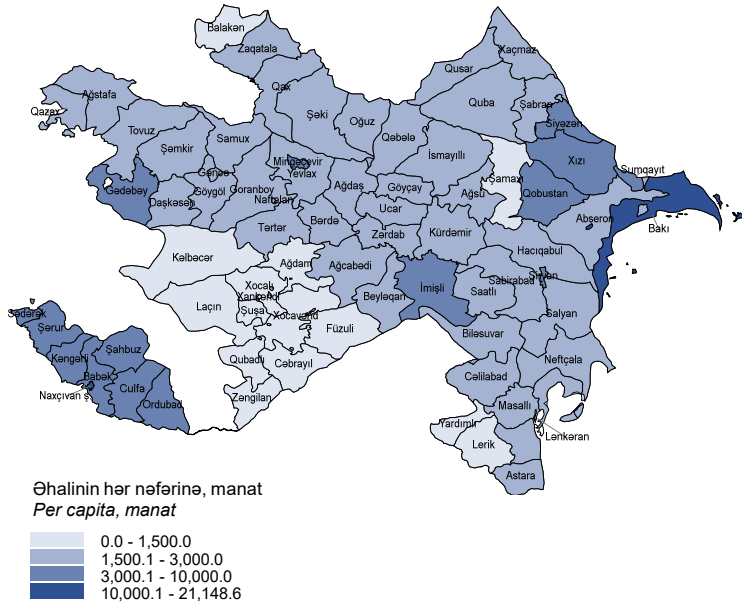 Balakən
Zaqatala
Xaçmaz
Qusar
Qax
Ağstafa
Quba
Şabran
Qazax
Şəki
Oğuz
Siyəzən
Tovuz
Samux
Qəbələ
Şəmkir
İsmayıllı
Xızı
Mingəçevir
Gəncə
Yevlax
Sumqayıt
Şamaxı
Gədəbəy
Goranboy
Ağdaş
Göyçay
Daşkəsən
Göygöl
Ağsu
Qobustan
Naftalan
Ucar
Bərdə
Abşeron
Tərtər
Zərdab
Kürdəmir
Bakı
Hacıqabul
Kəlbəcər
Ağdam
Ağcabədi
Şirvan
Xocalı
İmişli
Sabirabad
Saatlı
Xankəndi
Beyləqan
Laçın
Şuşa
Xocavənd
Salyan
Sədərək
Füzuli
Şərur
Biləsuvar
Şahbuz
Kəngərli
Qubadlı
Neftçala
Cəbrayıl
Babək
Cəlilabad
Culfa
Naxçıvan ş.
Zəngilan
Ordubad
Masallı
Yardımlı
Lənkəran
Lerik
Astara
Əhalinin hər nəfərinə, manat
Per capita, manat
0.0 - 1,500.0
1,500.1 - 3,000.0
3,000.1 - 10,000.0
10,000.1 - 21,148.6